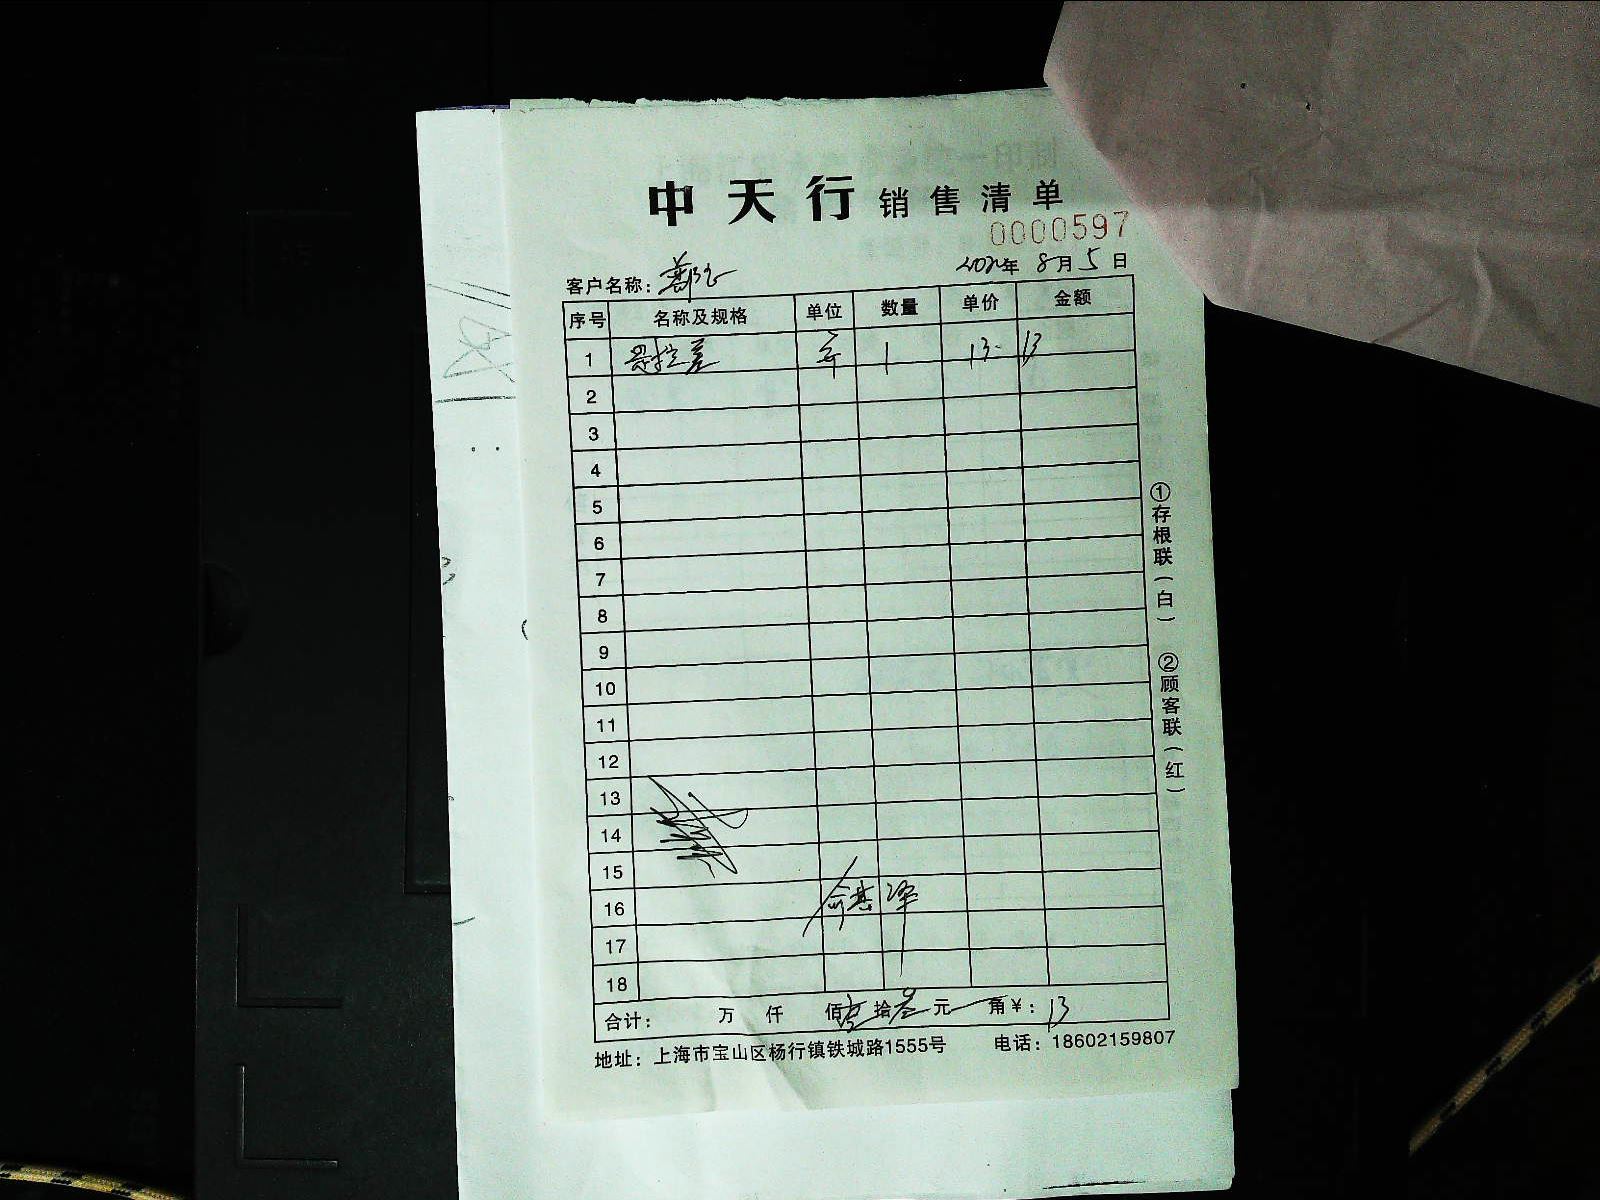 中天行 销售清单
0000597
客户名称：
年 8月5日
序号 名称及规格 单位 数量 单价 金额
1 1 13- 13
2
3
4
5
6
7
8
9
10
11
12
13
14
15
16
17
18
合计： 万 仟 佰壹拾叁元 角￥：13
地址：上海市宝山区杨行镇铁城路1555号 电话：18602159807
①存根联（白）
②顾客联（红）